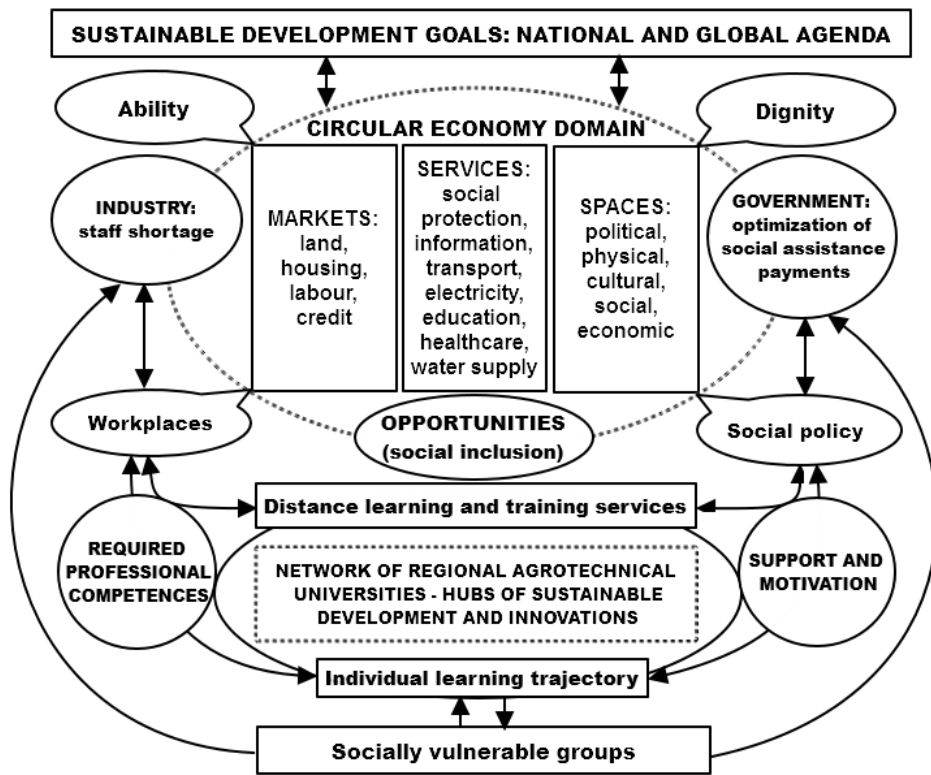 SUSTAINABLE DEVELOPMENT GOALS: NATIONAL AND GLOBAL AGENDA
Ability
Dignity
CIRCULAR ECONOMY DOMAIN
INDUSTRY:
staff shortage
MARKETS:
land,
housing,
labour,
credit
SERVICES:
social
protection,
information,
transport,
electricity,
education,
healthcare,
water supply
SPACES:
political,
physical,
cultural,
social,
economic
GOVERNMENT:
optimization of
social assistance
payments
Workplaces
OPPORTUNITIES
(social inclusion)
Social policy
Distance learning and training services
REQUIRED
PROFESSIONAL
COMPETENCES
NETWORK OF REGIONAL AGROTECHNICAL
UNIVERSITIES - HUBS OF SUSTAINABLE
DEVELOPMENT AND INNOVATIONS
SUPPORT AND
MOTIVATION
Individual learning trajectory
Socially vulnerable groups